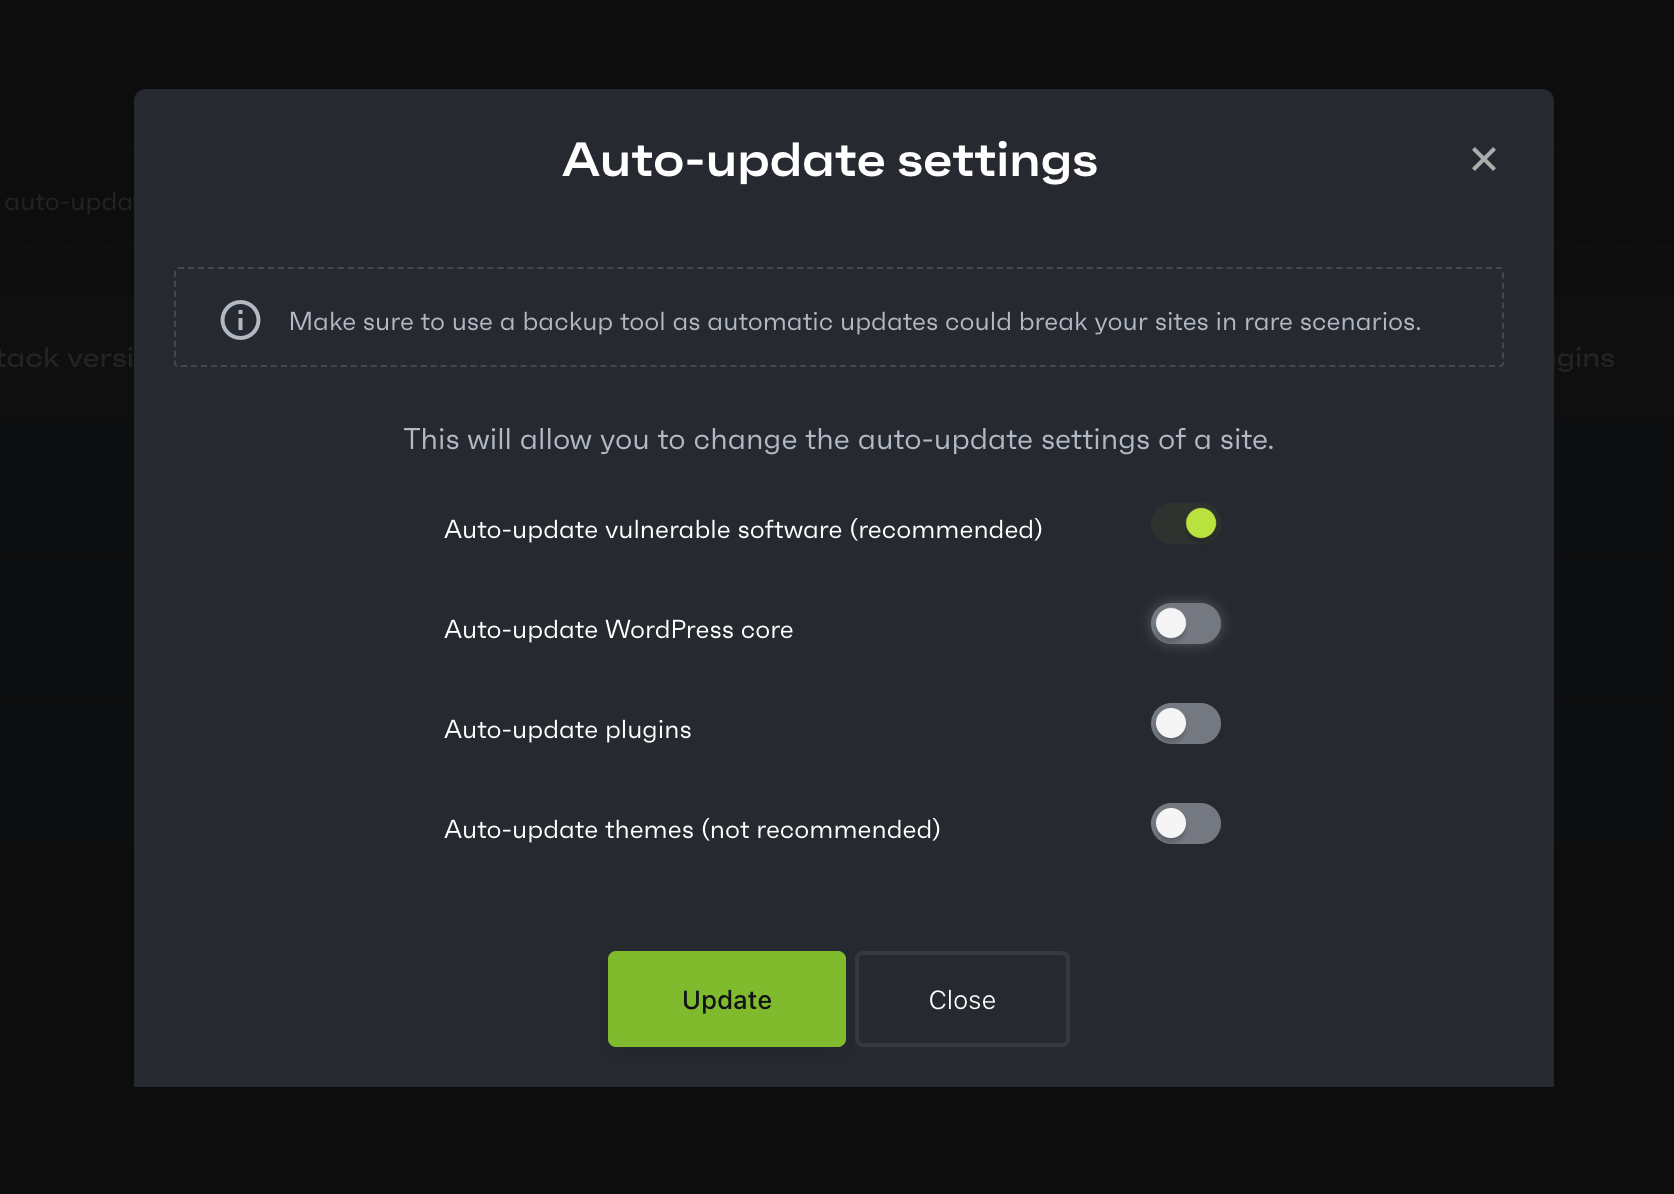 Auto-update settings
auto-upda
Make sure to use a backup tool as automatic updates could break your sites in rare scenarios.
tack versi
gins
This will allow you to change the auto-update settings of a site.
Auto-update vulnerable software (recommended)
Auto-update WordPress core
Auto-update plugins
Auto-update themes (not recommended)
Update
Close